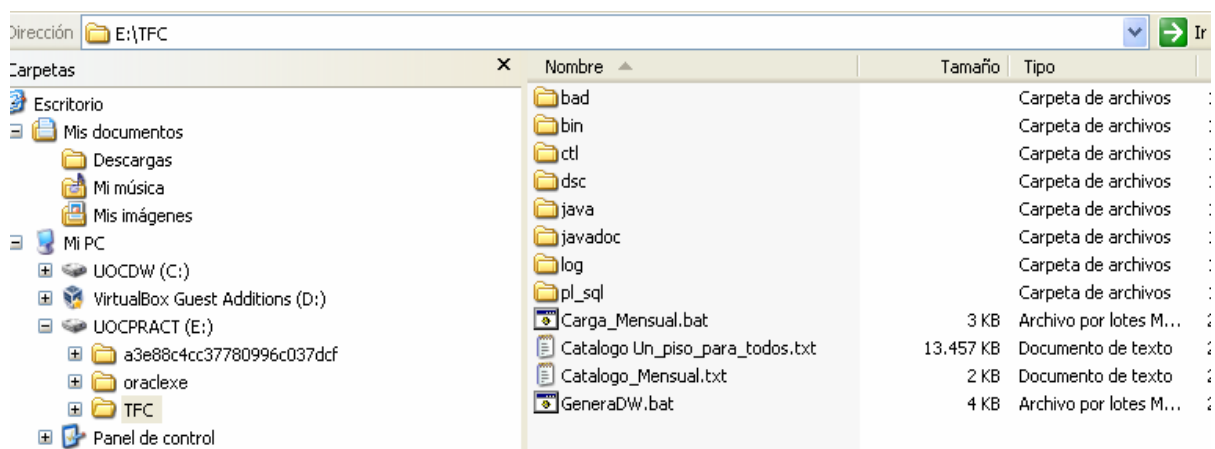 Dirección E:\TFC Ir
Carpetas x Nombre Tamaño Tipo
Escritorio
Mis documentos
Descargas
Mi música
Mis imágenes
Mi PC
UOCDW (C:)
VirtualBox Guest Additions (D:)
UOCPRACT (E:)
a3e88c4cc37780996c037dcf
oraclexe
TFC
Panel de control
bad Carpeta de archivos
bin Carpeta de archivos
ctl Carpeta de archivos
dsc Carpeta de archivos
java Carpeta de archivos
javadoc Carpeta de archivos
log Carpeta de archivos
pl_sql Carpeta de archivos
Carga_Mensual.bat 3 KB Archivo por lotes M...
Catalogo Un_piso_para_todos.txt 13.457 KB Documento de texto
Catalogo_Mensual.txt 2 KB Documento de texto
GeneraDW.bat 4 KB Archivo por lotes M...